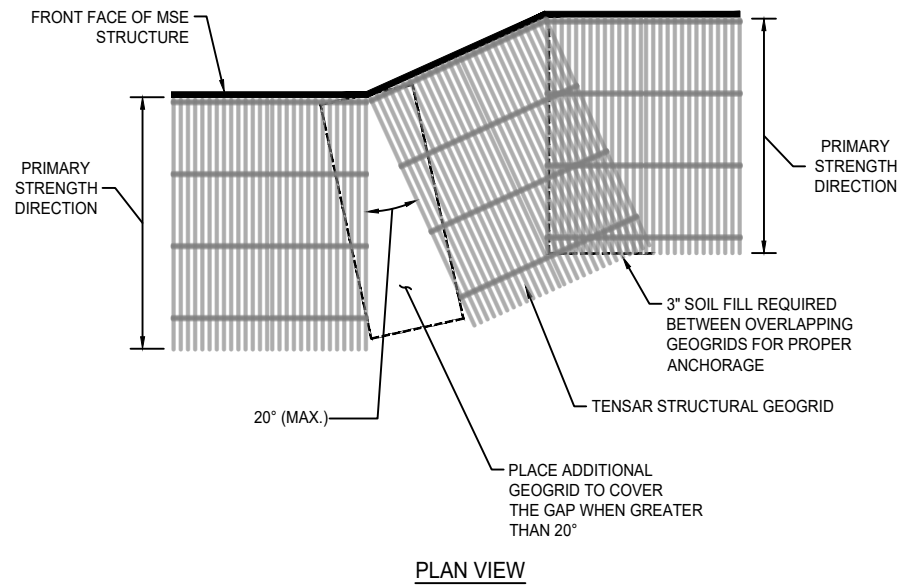 FRONT FACE OF MSE
STRUCTURE
PRIMARY
STRENGTH
DIRECTION
PRIMARY
STRENGTH
DIRECTION
3" SOIL FILL REQUIRED
BETWEEN OVERLAPPING
GEOGRIDS FOR PROPER
ANCHORAGE
TENSAR STRUCTURAL GEOGRID
20° (MAX.)
PLACE ADDITIONAL
GEOGRID TO COVER
THE GAP WHEN GREATER
THAN 20°
PLAN VIEW